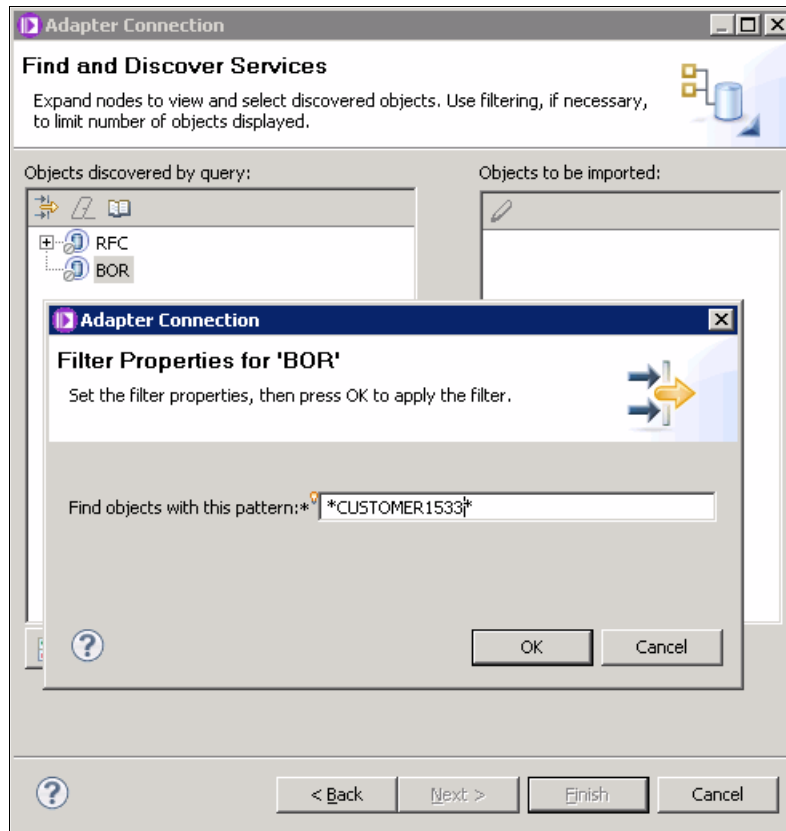 Adapter Connection
Find and Discover Services
Expand nodes to view and select discovered objects. Use filtering, if necessary,
to limit number of objects displayed.
Objects discovered by query:
Objects to be imported:
RFC
BOR
Adapter Connection
Filter Properties for 'BOR'
Set the filter properties, then press OK to apply the filter.
Find objects with this pattern:* *CUSTOMER1533*
OK Cancel
< Back Next > Finish Cancel